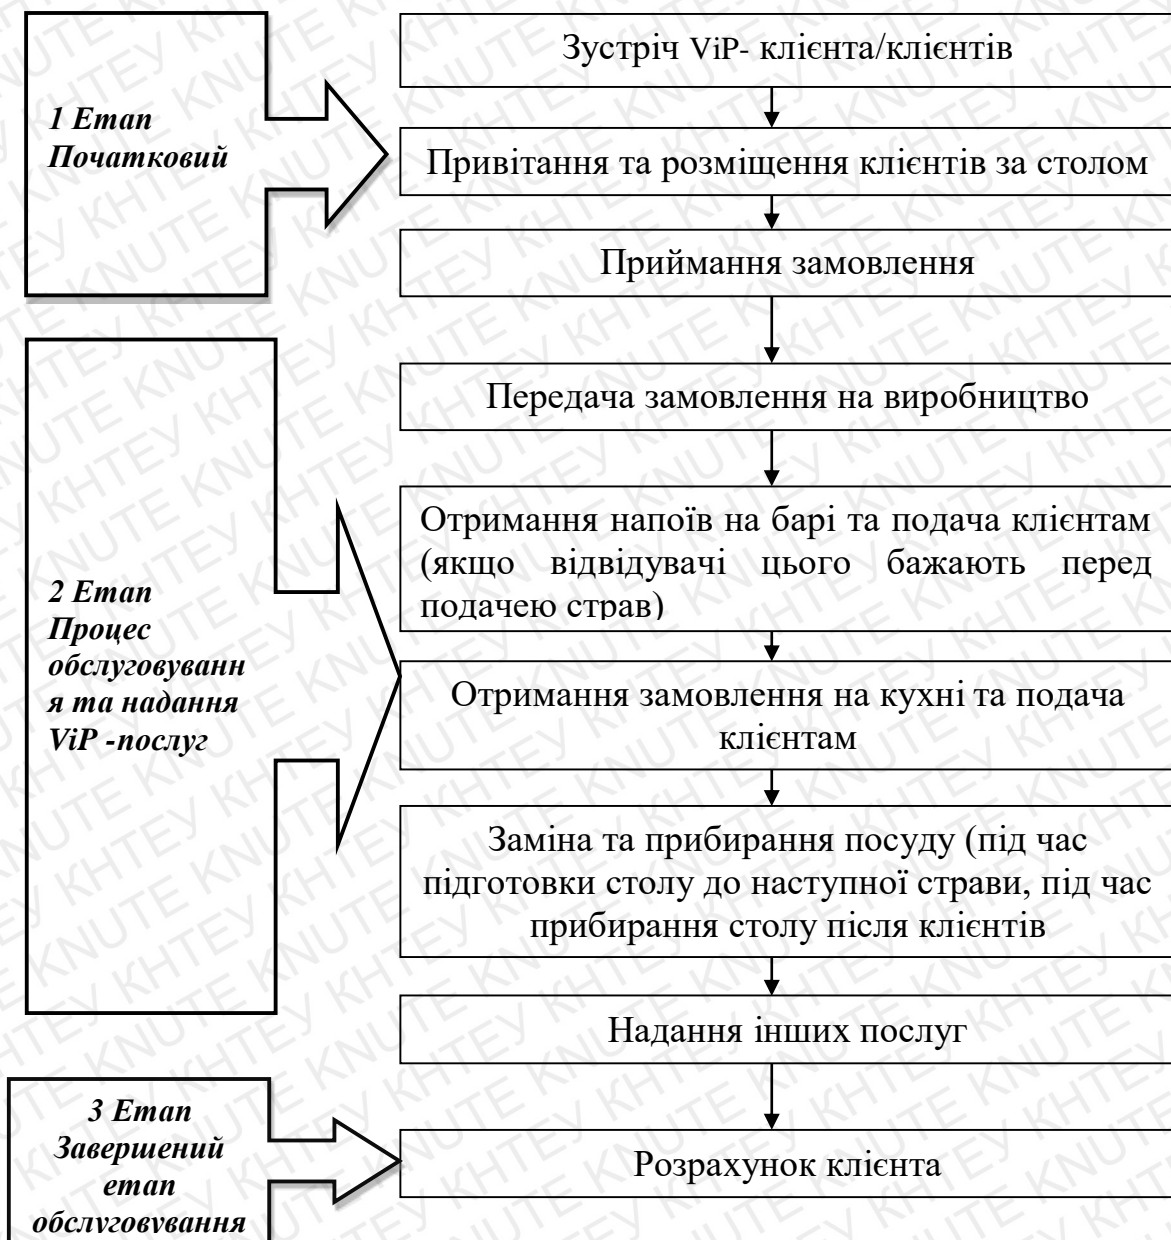 1 Етап
Початковий
Зустріч ViP- клієнта/клієнтів
Привітання та розміщення клієнтів за столом
Приймання замовлення
2 Етап
Процес
обслуговуванн
я та надання
ViP -послуг
Передача замовлення на виробництво
Отримання напоїв на барі та подача клієнтам
(якщо відвідувачі цього бажають перед
подачею страв)
Отримання замовлення на кухні та подача
клієнтам
Заміна та прибирання посуду (під час
підготовки столу до наступної страви, під час
прибирання столу після клієнтів
Надання інших послуг
3 Етап
Завершений
етап
обслуговування
Розрахунок клієнта